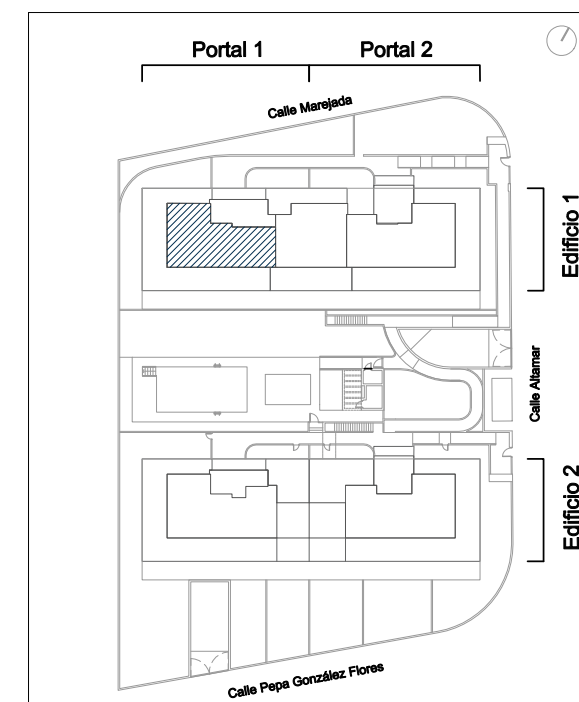 Portal 1
Portal 2
Calle Marejada
Edificio 1
Calle Altamar
Edificio 2
Calle Pepa González Flores